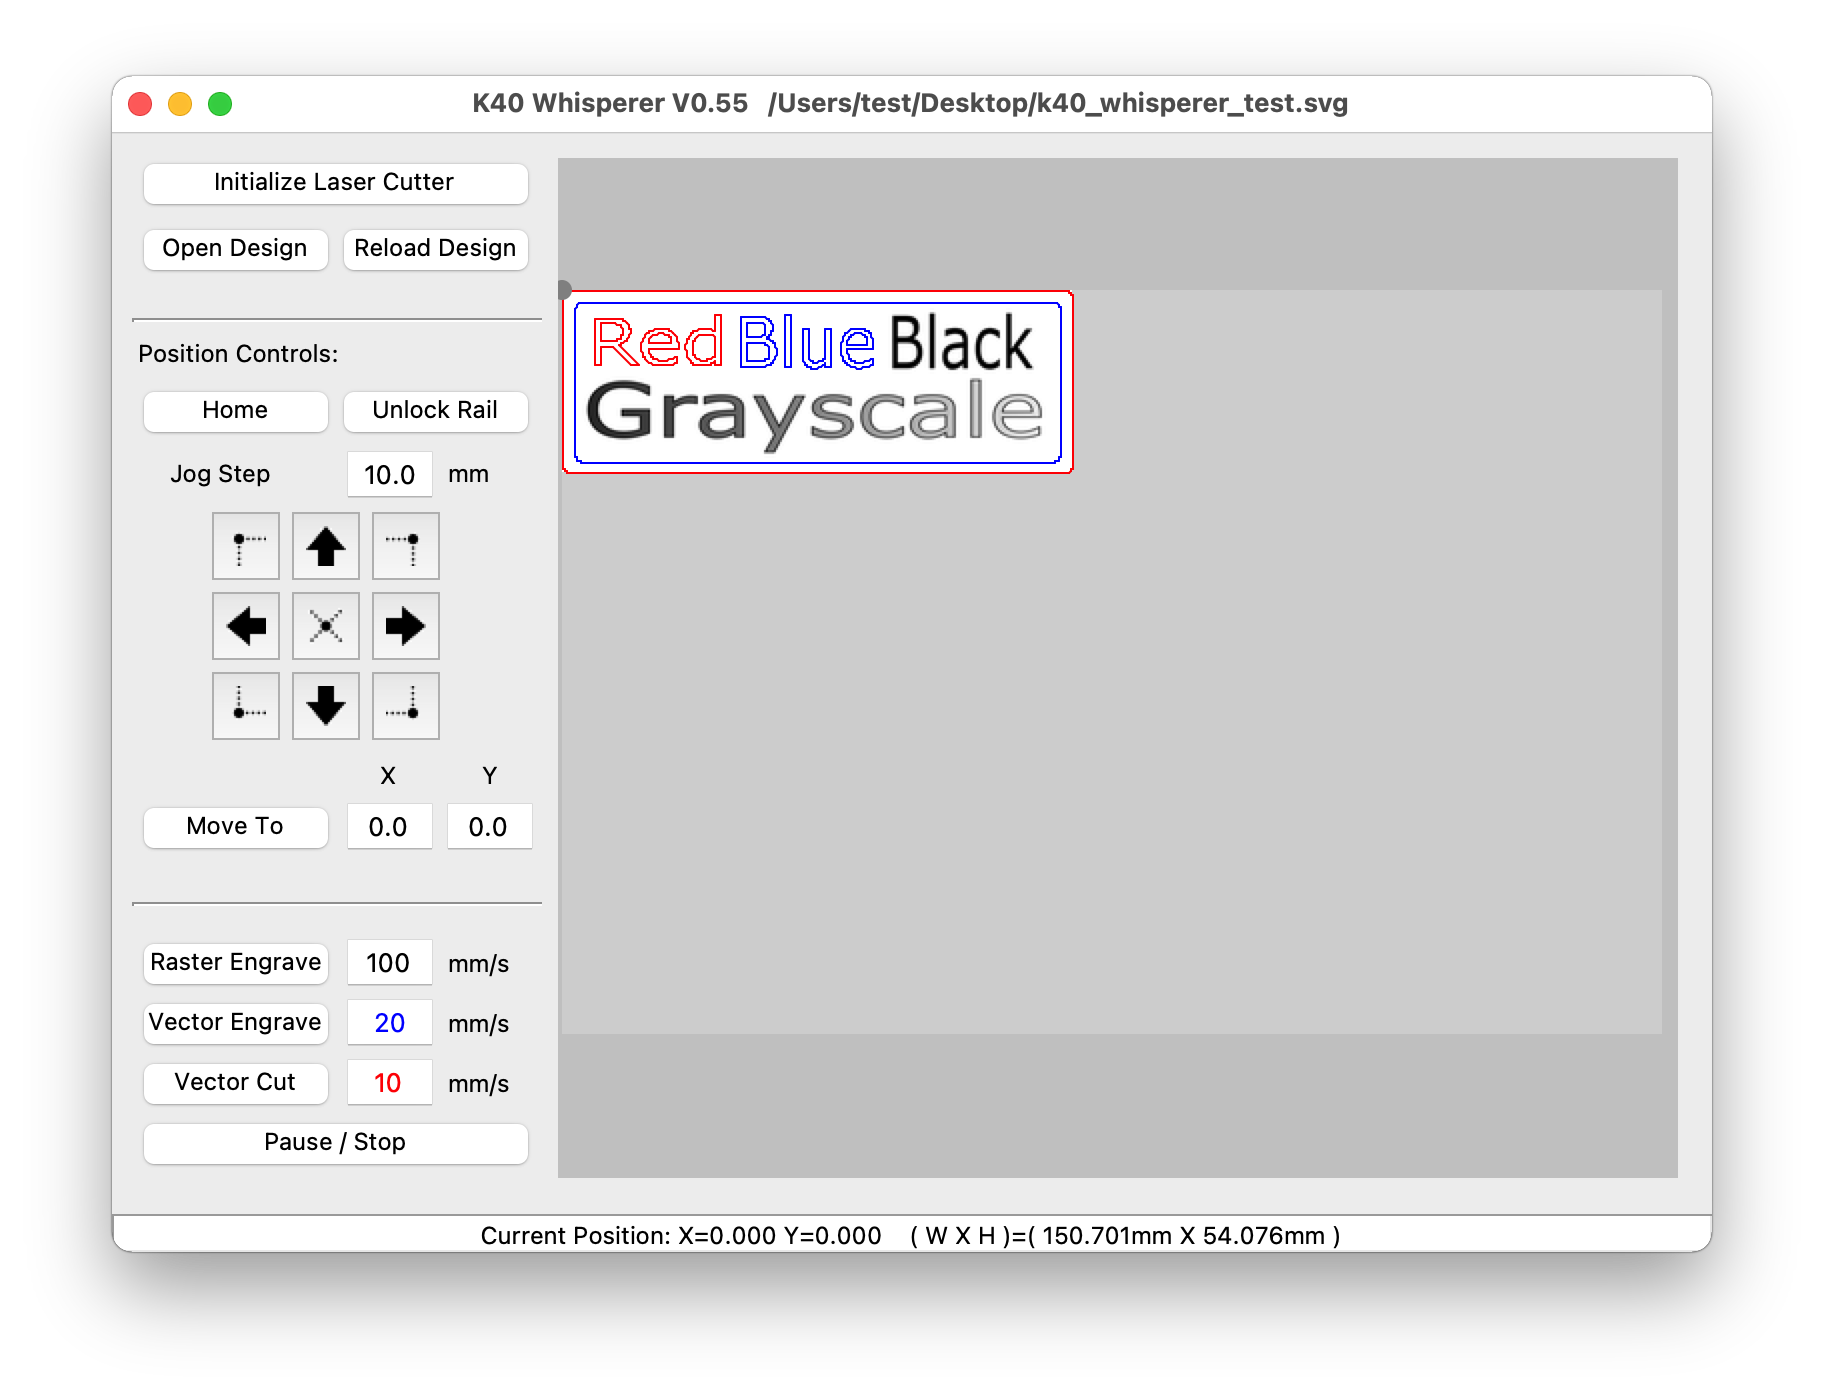 K40 Whisperer V0.55 /Users/test/Desktop/k40_whisperer_test.svg
Initialize Laser Cutter
Open Design Reload Design
Position Controls:
Home Unlock Rail
Jog Step 10.0 mm
X Y
Move To 0.0 0.0
Raster Engrave 100 mm/s
Vector Engrave 20 mm/s
Vector Cut 10 mm/s
Pause / Stop
Red Blue Black
Grayscale
Current Position: X=0.000 Y=0.000 ( W X H )=( 150.701mm X 54.076mm )